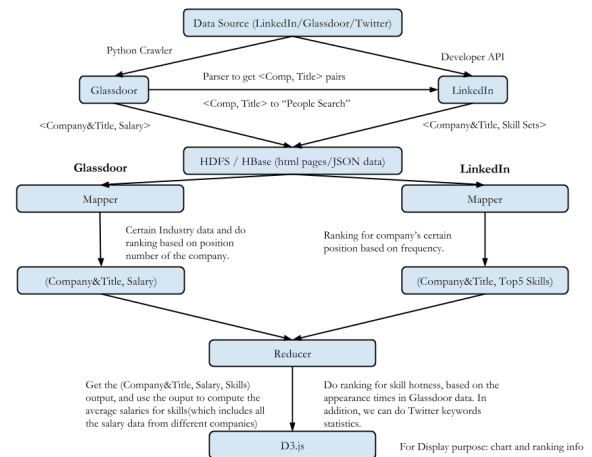 Data Source (LinkedIn/Glassdoor/Twitter)
Python Crawler
Developer API
Parser to get <Comp, Title> pairs
Glassdoor
LinkedIn
<Comp, Title> to “People Search”
<Company&Title, Salary>
<Company&Title, Skill Sets>
HDFS / HBase (html pages/JSON data)
Glassdoor
LinkedIn
Mapper
Mapper
Certain Industry data and do
ranking based on position
number of the company.
Ranking for company's certain
position based on frequency.
(Company&Title, Salary)
(Company&Title, Top5 Skills)
Reducer
Get the (Company&Title, Salary, Skills)
output, and use the ouput to compute the
average salaries for skills(which includes all
the salary data from different companies)
Do ranking for skill hotness, based on the
appearance times in Glassdoor data. In
addition, we can do Twitter keywords
statistics.
D3.js
For Display purpose: chart and ranking info